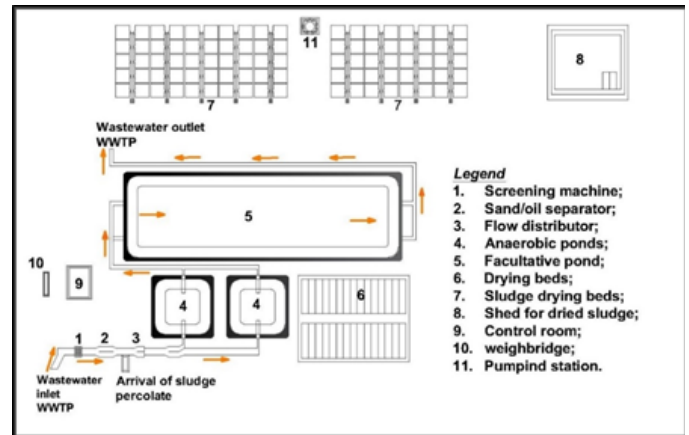 11
7
7
8
Wastewater outlet
WWTP
5
10
9
4
4
6
1
2
3
Wastewater
inlet
WWTP
Arrival of sludge
percolate
Legend
1. Screening machine;
2. Sand/oil separator;
3. Flow distributor;
4. Anaerobic ponds;
5. Facultative pond;
6. Drying beds;
7. Sludge drying beds;
8. Shed for dried sludge;
9. Control room;
10. weighbridge;
11. Pumpind station.